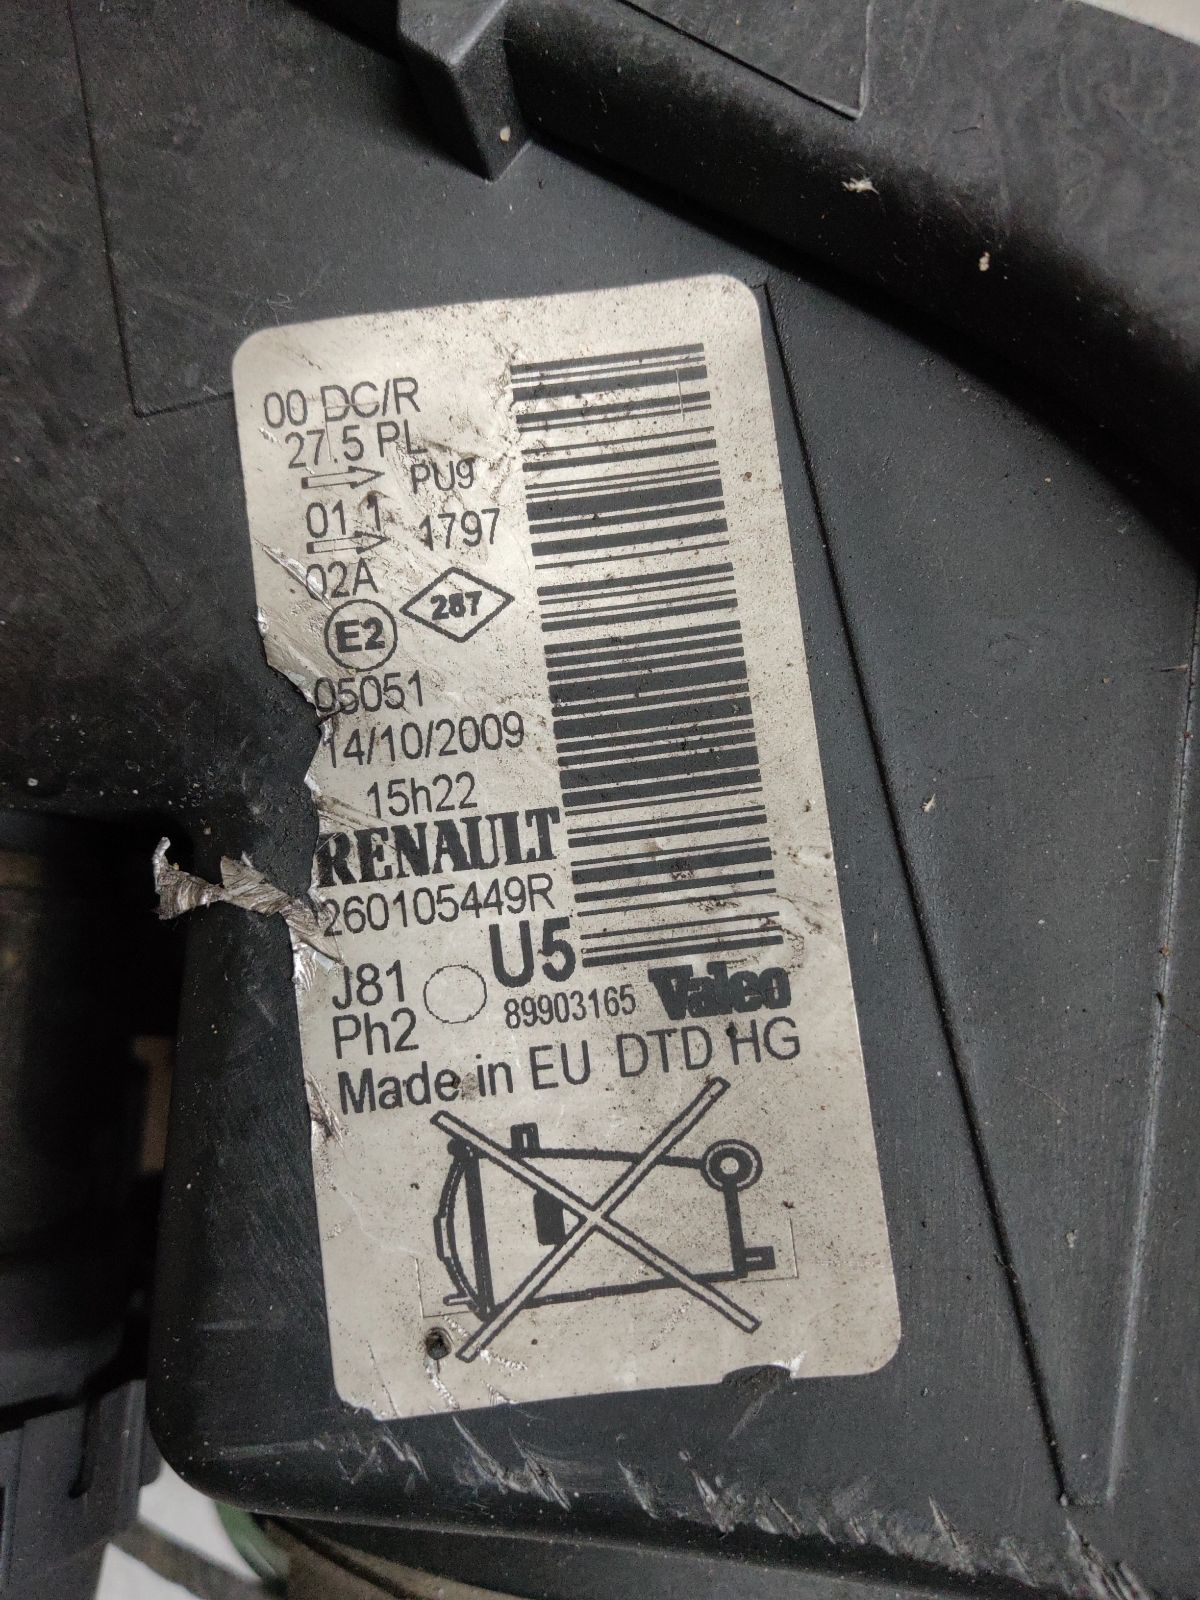 00 DC/R
27.5 PL
PU9
01 1
1797
02A
E2
287
05051
14/10/2009
15h22
RENAULT
260105449R
J81
U5
Ph2
89903165
Valeo
Made in EU DTD HG